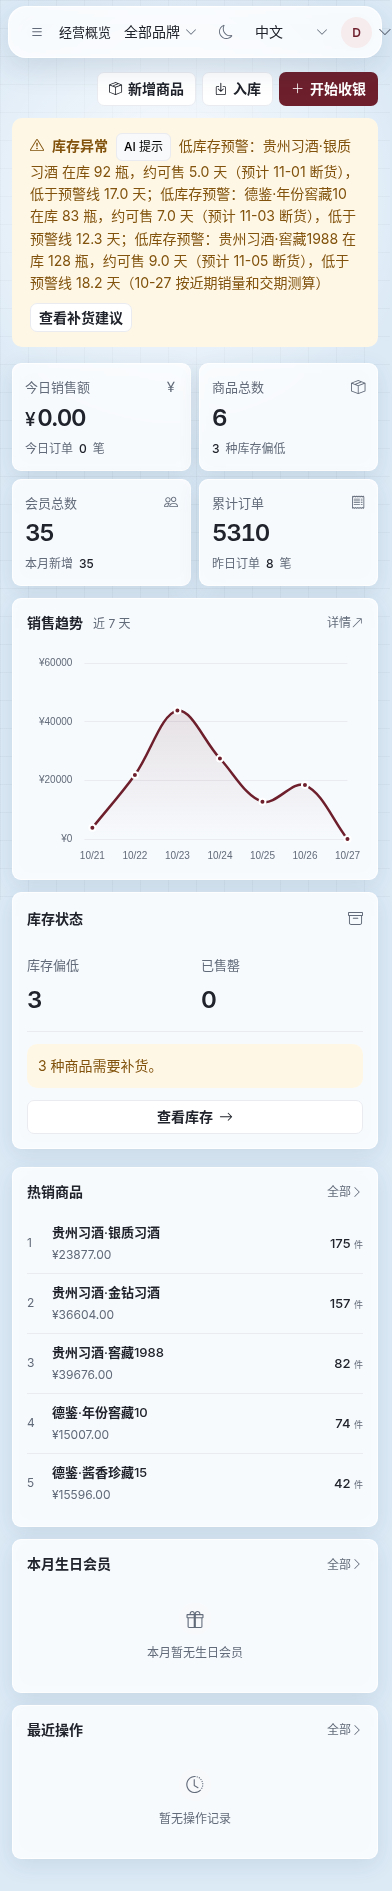 经营概览 全部品牌 中文 D
新增商品 入库 开始收银
库存异常 AI 提示 低库存预警：贵州习酒·银质
习酒 在库 92 瓶，约可售 5.0 天（预计 11-01 断货），
低于预警线 17.0 天；低库存预警：德鉴·年份窖藏10
在库 83 瓶，约可售 7.0 天（预计 11-03 断货），低于
预警线 12.3 天；低库存预警：贵州习酒·窖藏1988 在
库 128 瓶，约可售 9.0 天（预计 11-05 断货），低于
预警线 18.2 天（10-27 按近期销量和交期测算）
查看补货建议
今日销售额 ¥
¥0.00
今日订单 0 笔
商品总数
6
3 种库存偏低
会员总数
35
本月新增 35
累计订单
5310
昨日订单 8 笔
销售趋势 近 7 天 详情
¥60000
¥40000
¥20000
¥0
10/21 10/22 10/23 10/24 10/25 10/26 10/27
库存状态
库存偏低 已售罄
3 0
3 种商品需要补货。
查看库存
热销商品 全部
1 贵州习酒·银质习酒 175 件
¥23877.00
2 贵州习酒·金钻习酒 157 件
¥36604.00
3 贵州习酒·窖藏1988 82 件
¥39676.00
4 德鉴·年份窖藏10 74 件
¥15007.00
5 德鉴·酱香珍藏15 42 件
¥15596.00
本月生日会员 全部
本月暂无生日会员
最近操作 全部
暂无操作记录